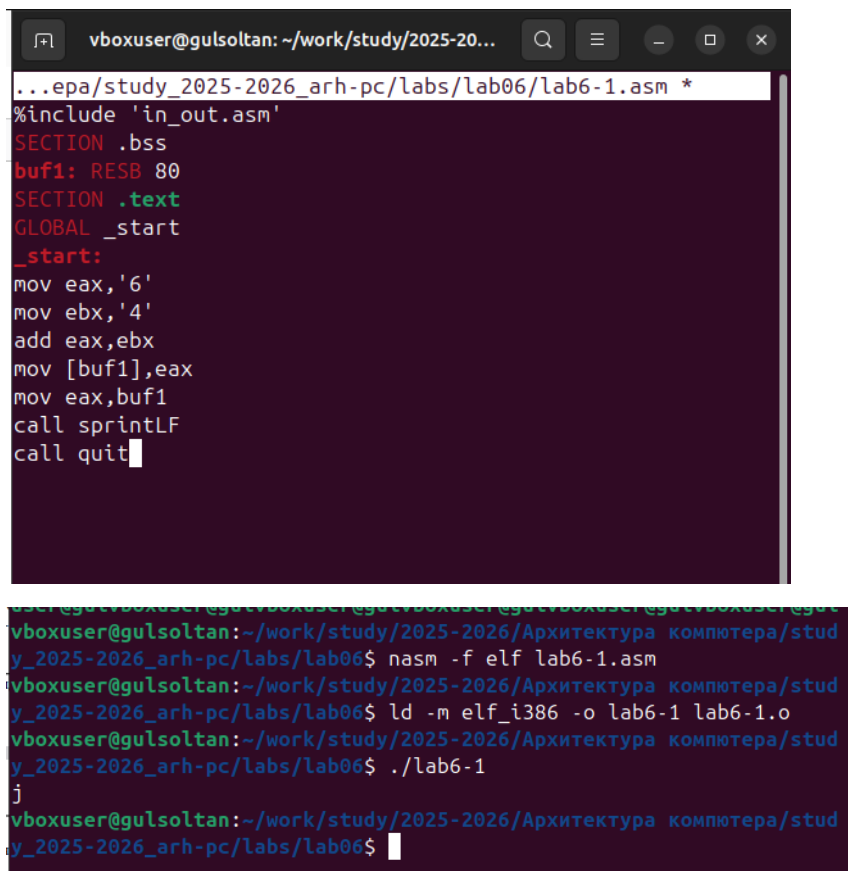 vboxuser@gulsoltan: ~/work/study/2025-20...
...epa/study_2025-2026_arh-pc/labs/lab06/lab6-1.asm *
%include 'in_out.asm'
SECTION .bss
buf1: RESB 80
SECTION .text
GLOBAL _start
_start:
mov eax,'6'
mov ebx,'4'
add eax,ebx
mov [buf1],eax
mov eax,buf1
call sprintLF
call quit
vboxuser@gulsoltan:~/work/study/2025-2026/Архитектура компютера/stud
y_2025-2026_arh-pc/labs/lab06$ nasm -f elf lab6-1.asm
vboxuser@gulsoltan:~/work/study/2025-2026/Архитектура компютера/stud
y_2025-2026_arh-pc/labs/lab06$ ld -m elf_i386 -o lab6-1 lab6-1.o
vboxuser@gulsoltan:~/work/study/2025-2026/Архитектура компютера/stud
y_2025-2026_arh-pc/labs/lab06$ ./lab6-1
j
vboxuser@gulsoltan:~/work/study/2025-2026/Архитектура компютера/stud
y_2025-2026_arh-pc/labs/lab06$